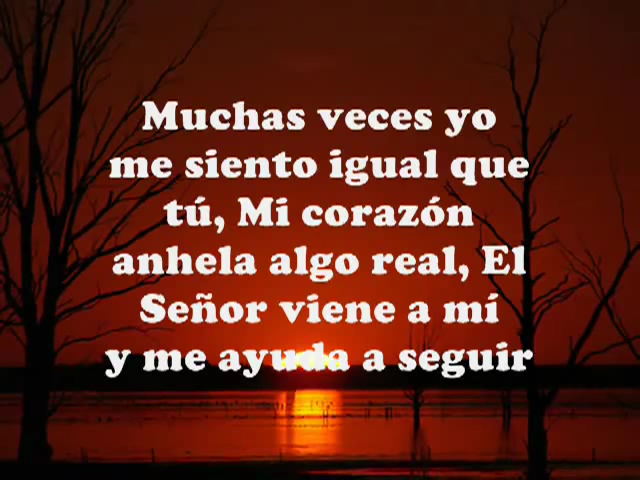 Muchas veces yo
me siento igual que
tú, Mi corazón
anhela algo real, El
Señor viene a mí
y me ayuda a seguir